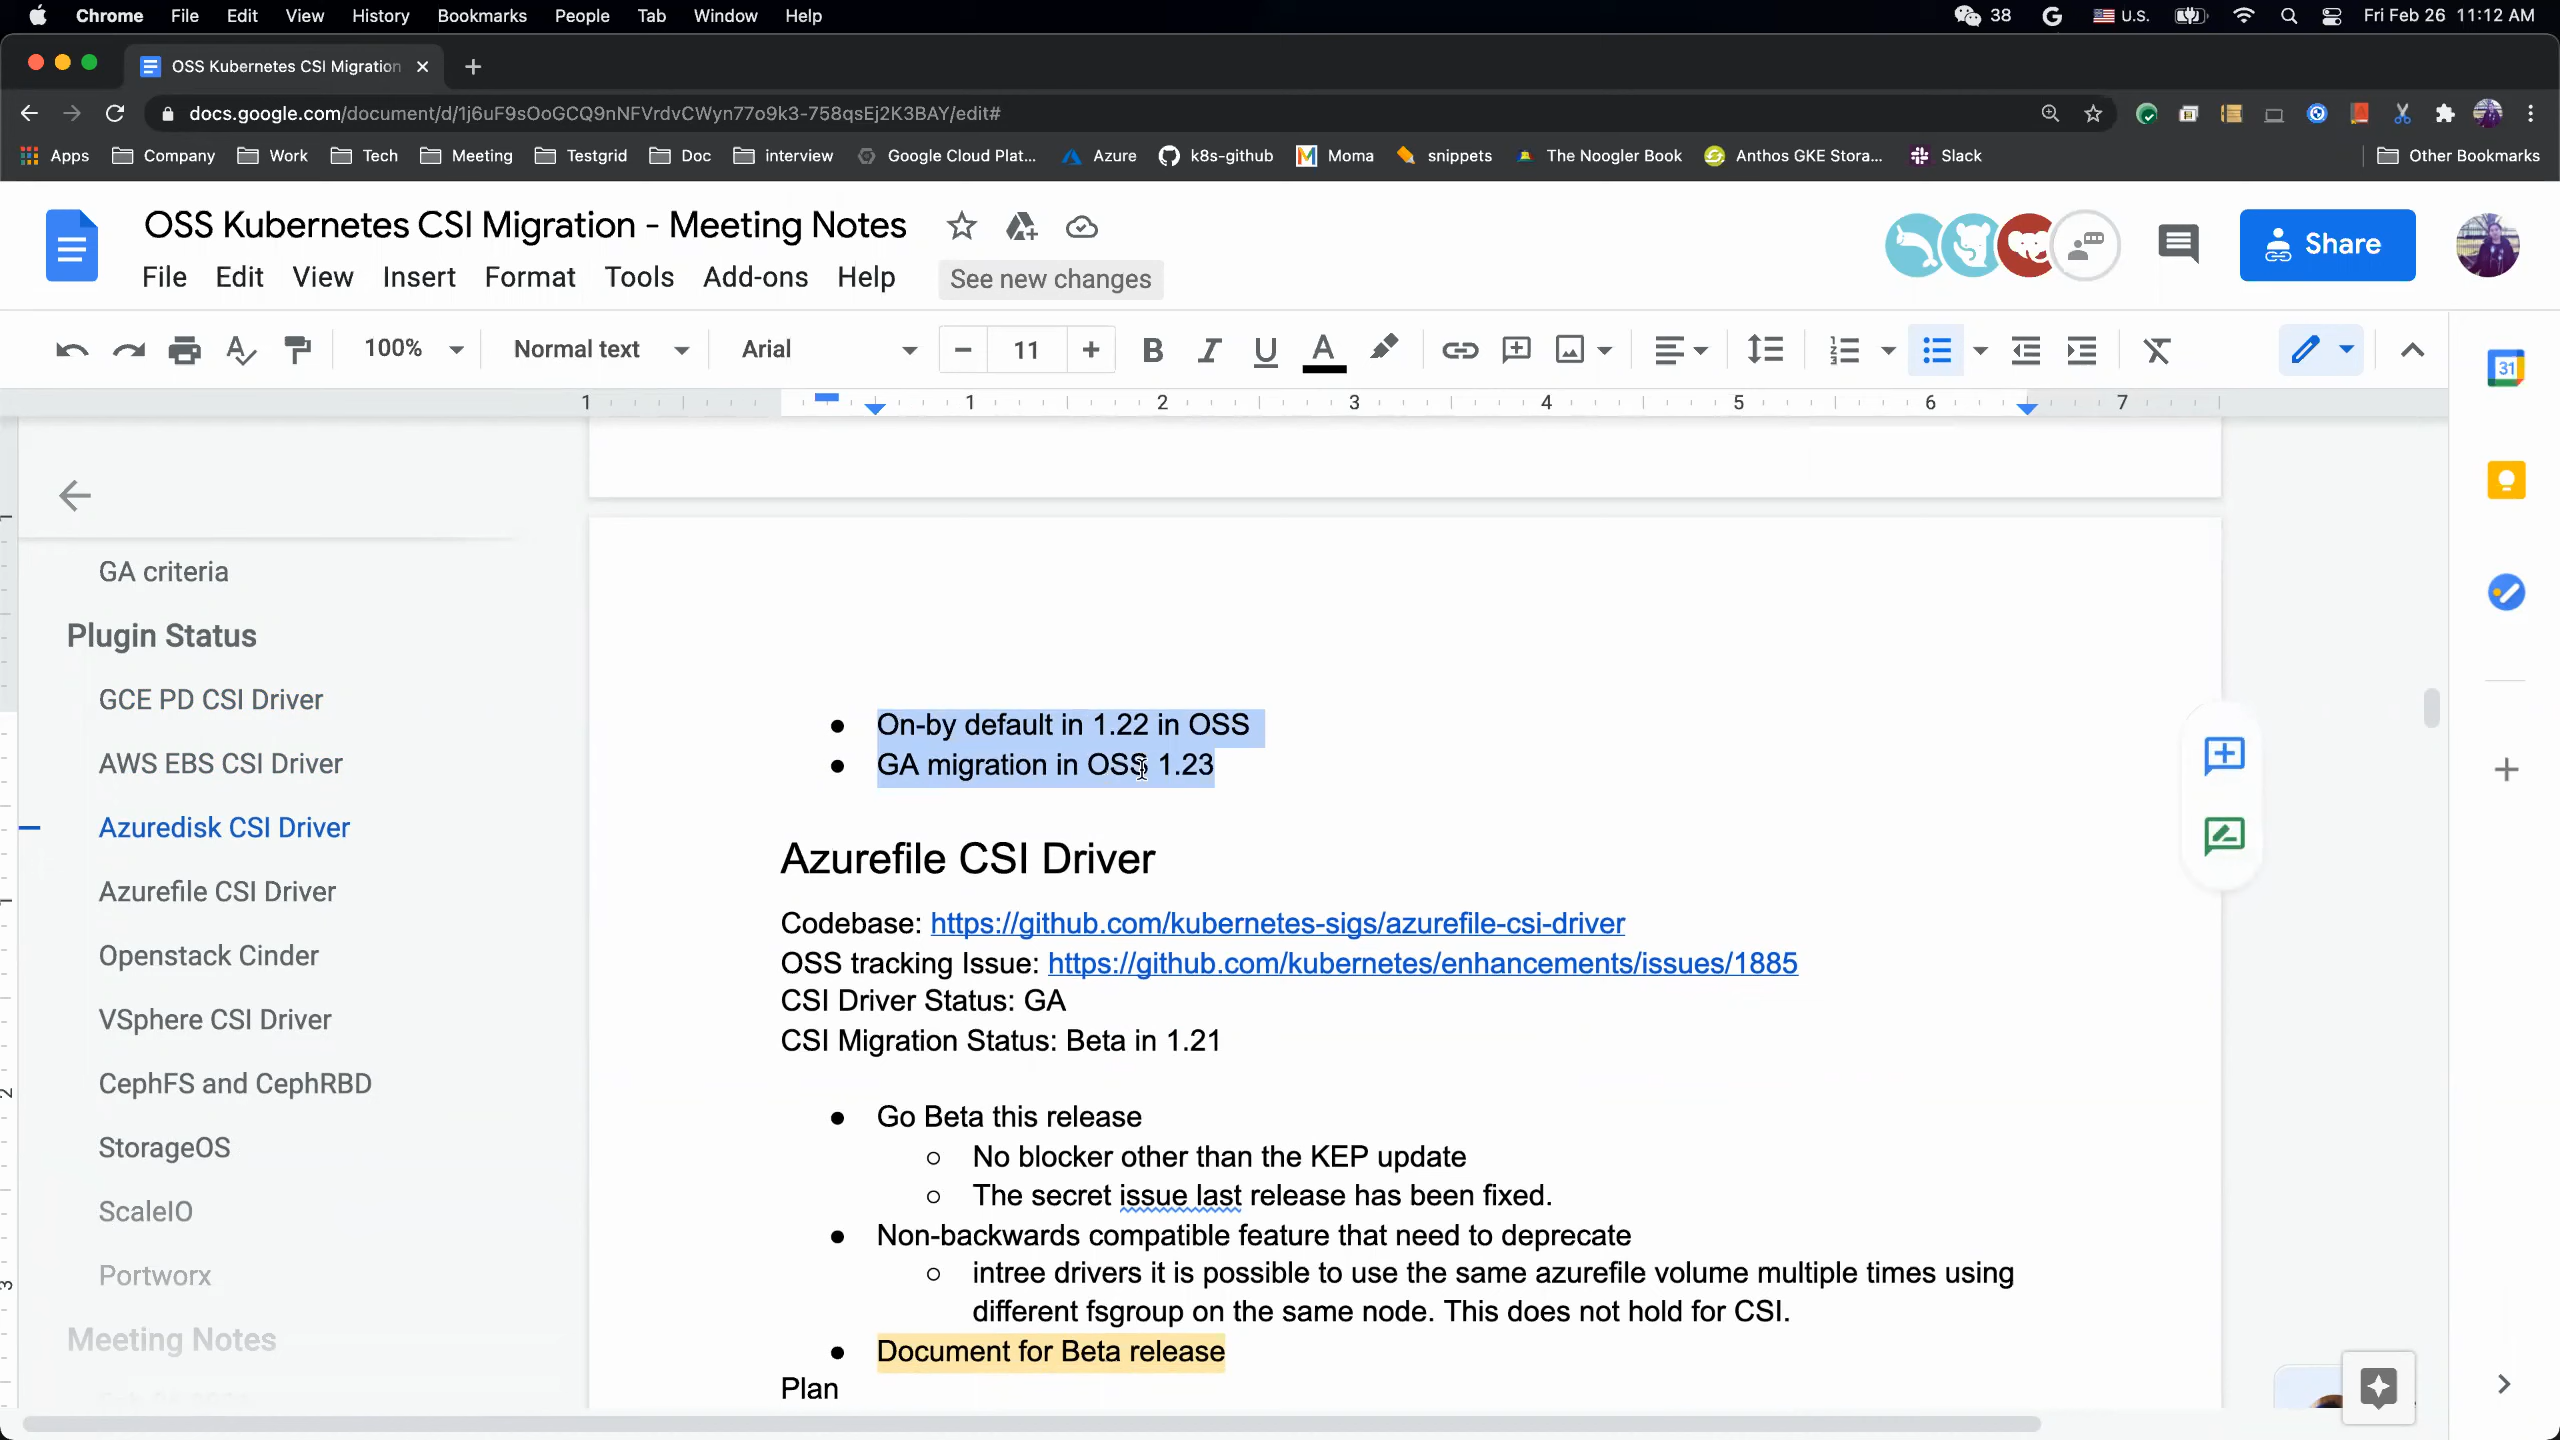 Chrome File Edit View History Bookmarks People Tab Window Help 38 U.S. Fri Feb 26 11:12 AM
OSS Kubernetes CSI Migration
docs.google.com/document/d/1j6uF9sOoGCQ9nNFVrdvCWyn77o9k3-758qsEj2K3BAY/edit#
Apps Company Work Tech Meeting Testgrid Doc interview Google Cloud Plat... Azure k8s-github Moma snippets The Noogler Book Anthos GKE Stora... Slack Other Bookmarks
OSS Kubernetes CSI Migration - Meeting Notes
Share
File Edit View Insert Format Tools Add-ons Help See new changes
100% Normal text Arial 11
1 1 2 3 4 5 6 7
GA criteria
Plugin Status
GCE PD CSI Driver
AWS EBS CSI Driver
Azuredisk CSI Driver
Azurefile CSI Driver
Openstack Cinder
VSphere CSI Driver
CephFS and CephRBD
StorageOS
ScaleIO
Portworx
Meeting Notes
● On-by default in 1.22 in OSS
● GA migration in OSS 1.23
Azurefile CSI Driver
Codebase: https://github.com/kubernetes-sigs/azurefile-csi-driver
OSS tracking Issue: https://github.com/kubernetes/enhancements/issues/1885
CSI Driver Status: GA
CSI Migration Status: Beta in 1.21
● Go Beta this release
○ No blocker other than the KEP update
○ The secret issue last release has been fixed.
● Non-backwards compatible feature that need to deprecate
○ intree drivers it is possible to use the same azurefile volume multiple times using
different fsgroup on the same node. This does not hold for CSI.
● Document for Beta release
Plan
31